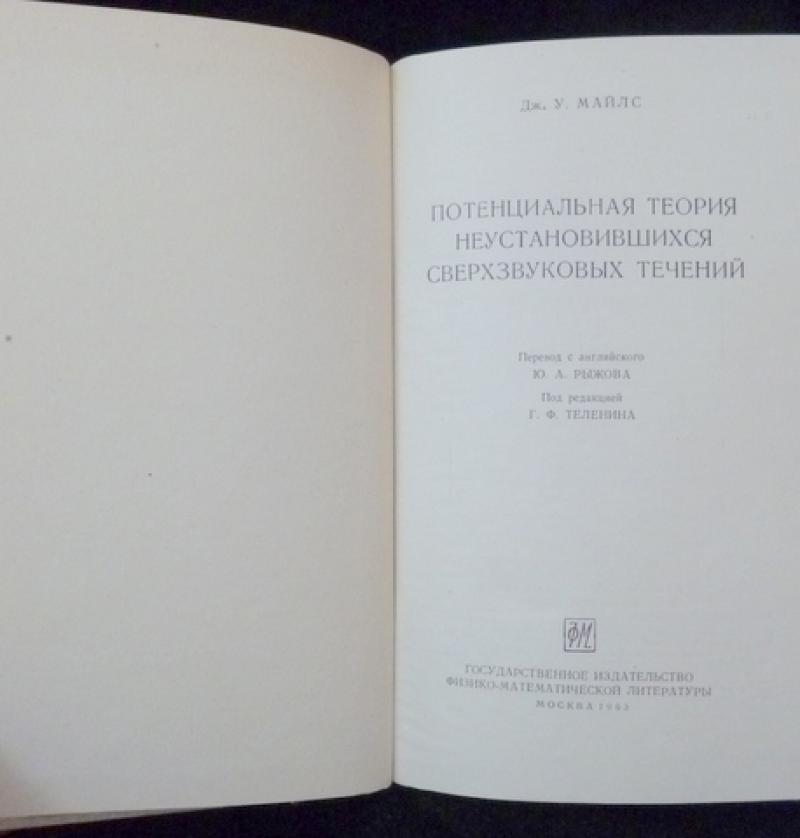 Дж. У. МАЙЛС
ПОТЕНЦИАЛЬНАЯ ТЕОРИЯ
НЕУСТАНОВИВШИХСЯ
СВЕРХЗВУКОВЫХ ТЕЧЕНИЙ
Перевод с английского
Ю. А. РЫЖОВА
Под редакцией
Г. Ф. ТЕЛЕНИНА
ФМ
ГОСУДАРСТВЕННОЕ ИЗДАТЕЛЬСТВО
ФИЗИКО-МАТЕМАТИЧЕСКОЙ ЛИТЕРАТУРЫ
МОСКВА 1963